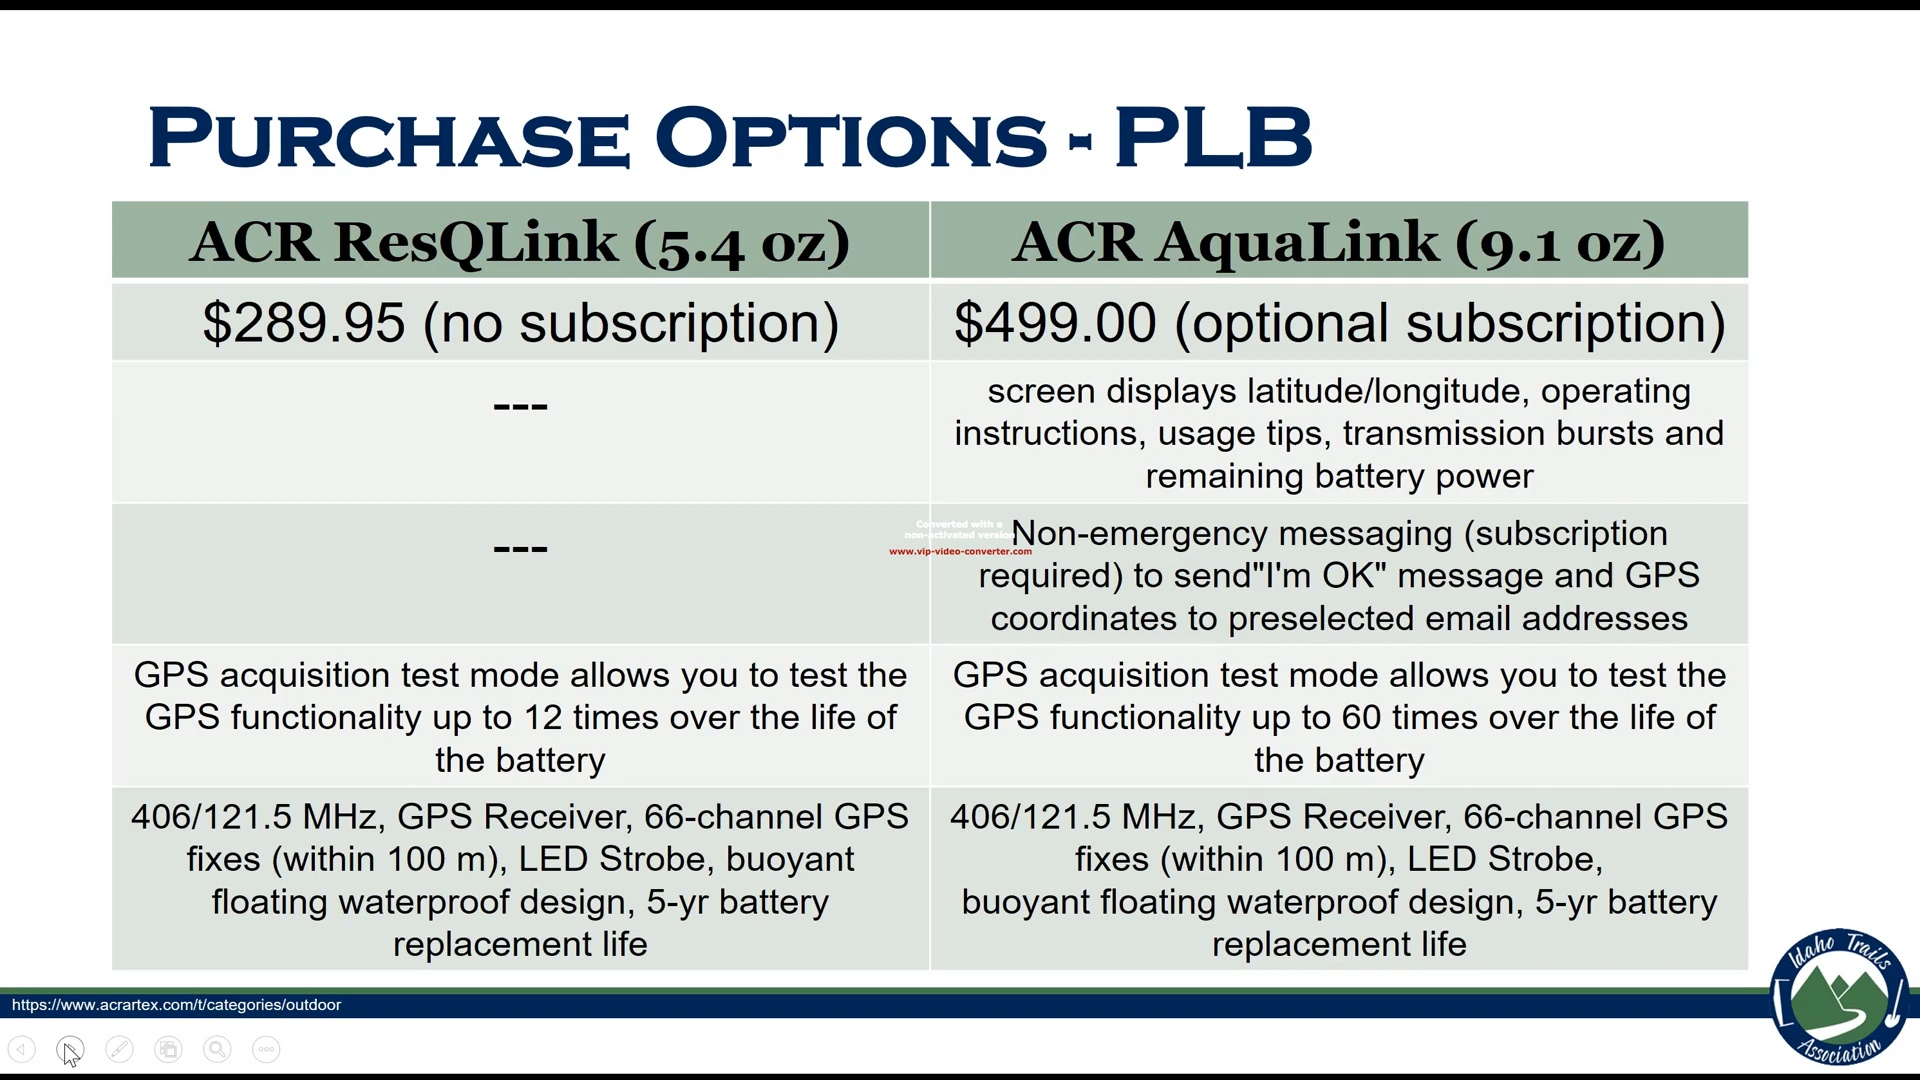 PURCHASE OPTIONS - PLB
ACR ResQLink (5.4 oz)
ACR AquaLink (9.1 oz)
$289.95 (no subscription)
$499.00 (optional subscription)
---
screen displays latitude/longitude, operating
instructions, usage tips, transmission bursts and
remaining battery power
---
Non-emergency messaging (subscription
required) to send"I'm OK" message and GPS
coordinates to preselected email addresses
Converted with a
non-activated version
www.vip-video-converter.com
GPS acquisition test mode allows you to test the
GPS functionality up to 12 times over the life of
the battery
GPS acquisition test mode allows you to test the
GPS functionality up to 60 times over the life of
the battery
406/121.5 MHz, GPS Receiver, 66-channel GPS
fixes (within 100 m), LED Strobe, buoyant
floating waterproof design, 5-yr battery
replacement life
406/121.5 MHz, GPS Receiver, 66-channel GPS
fixes (within 100 m), LED Strobe,
buoyant floating waterproof design, 5-yr battery
replacement life
https://www.acrartex.com/t/categories/outdoor
Idaho Trails
Association